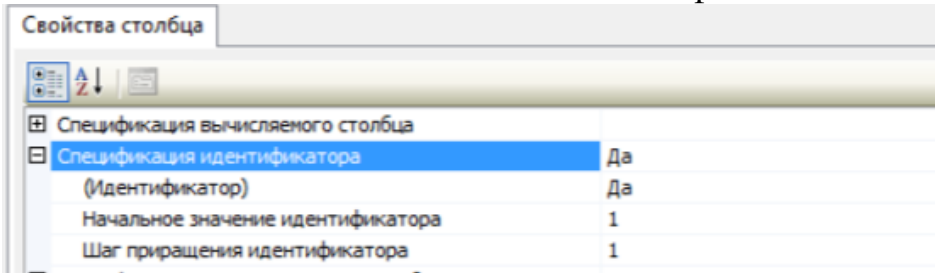 Свойства столбца
Спецификация вычисляемого столбца
Спецификация идентификатора Да
(Идентификатор) Да
Начальное значение идентификатора 1
Шаг приращения идентификатора 1